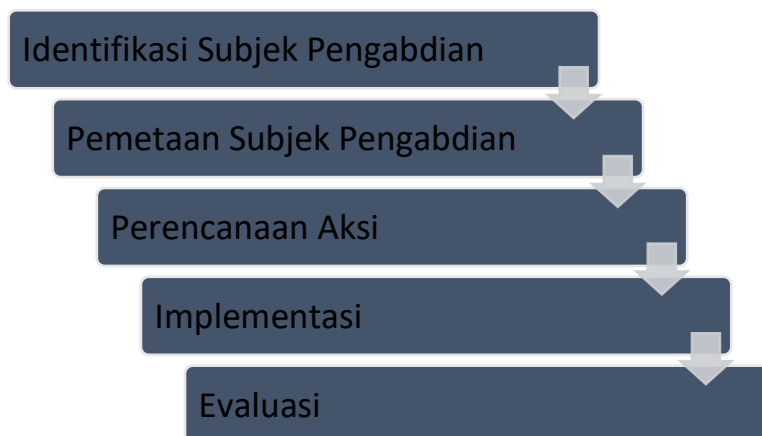 Identifikasi Subjek Pengabdian
Pemetaan Subjek Pengabdian
Perencanaan Aksi
Implementasi
Evaluasi